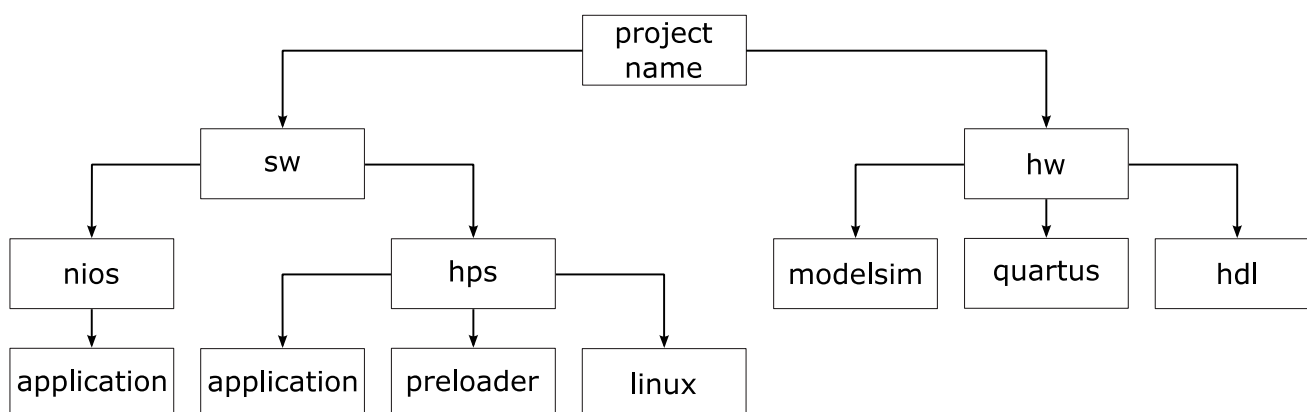 project
name
sw
hw
nios
hps
modelsim
quartus
hdl
application
application
preloader
linux